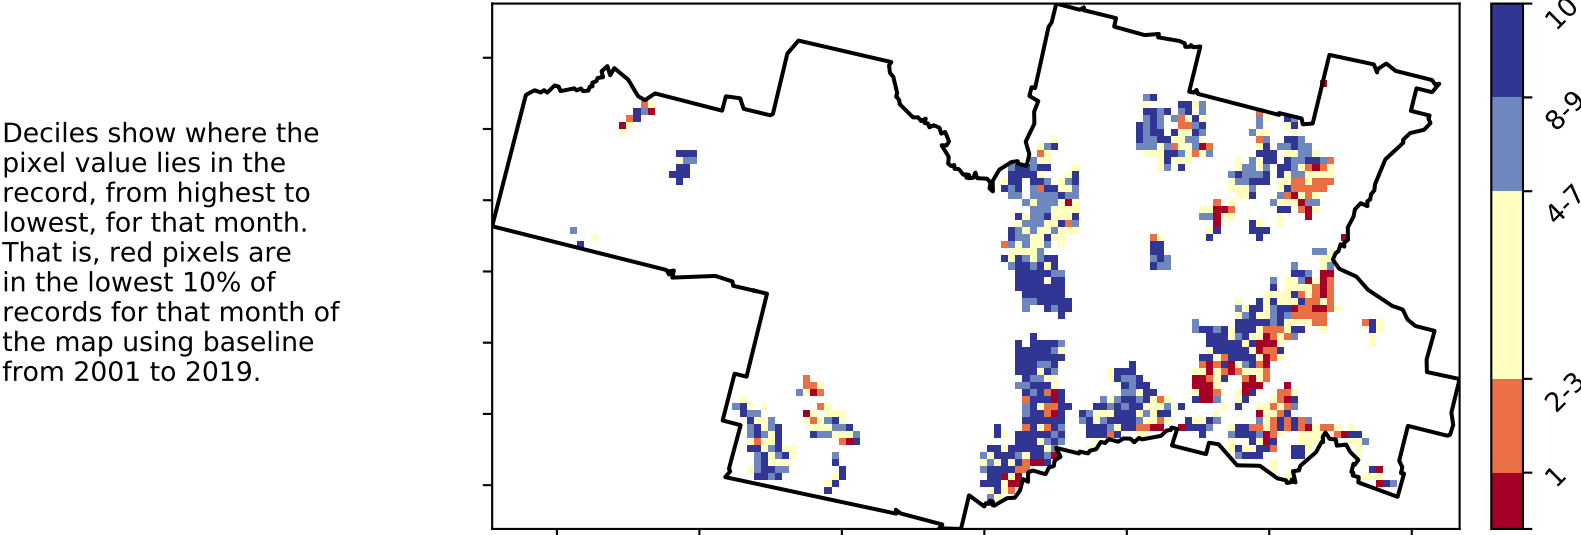 Deciles show where the
pixel value lies in the
record, from highest to
lowest, for that month.
That is, red pixels are
in the lowest 10% of
records for that month of
the map using baseline
from 2001 to 2019.
10
8-9
4-7
2-3
1